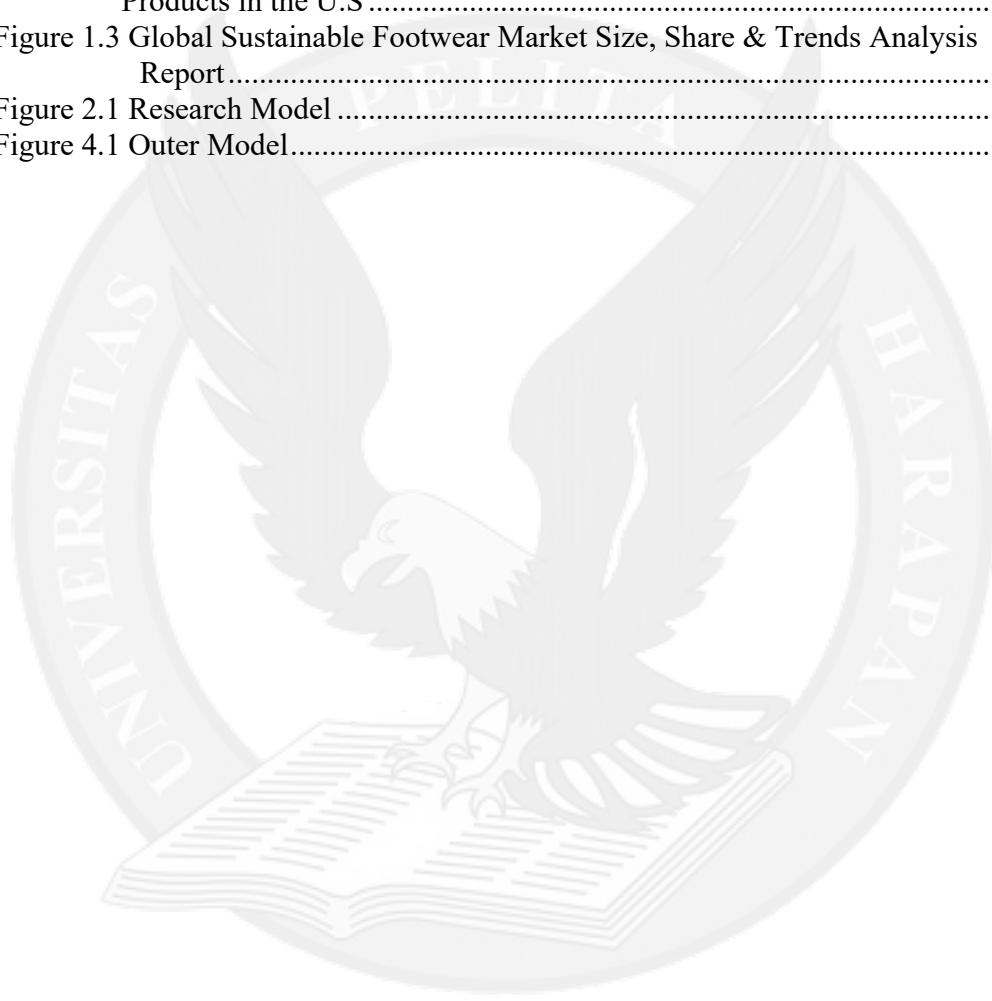 Products in the U.S........................................................................................
Figure 1.3 Global Sustainable Footwear Market Size, Share & Trends Analysis
Report................................................................................................
Figure 2.1 Research Model.................................................................................
Figure 4.1 Outer Model.......................................................................................
UNIVERSITAS PELITA HARAPAN